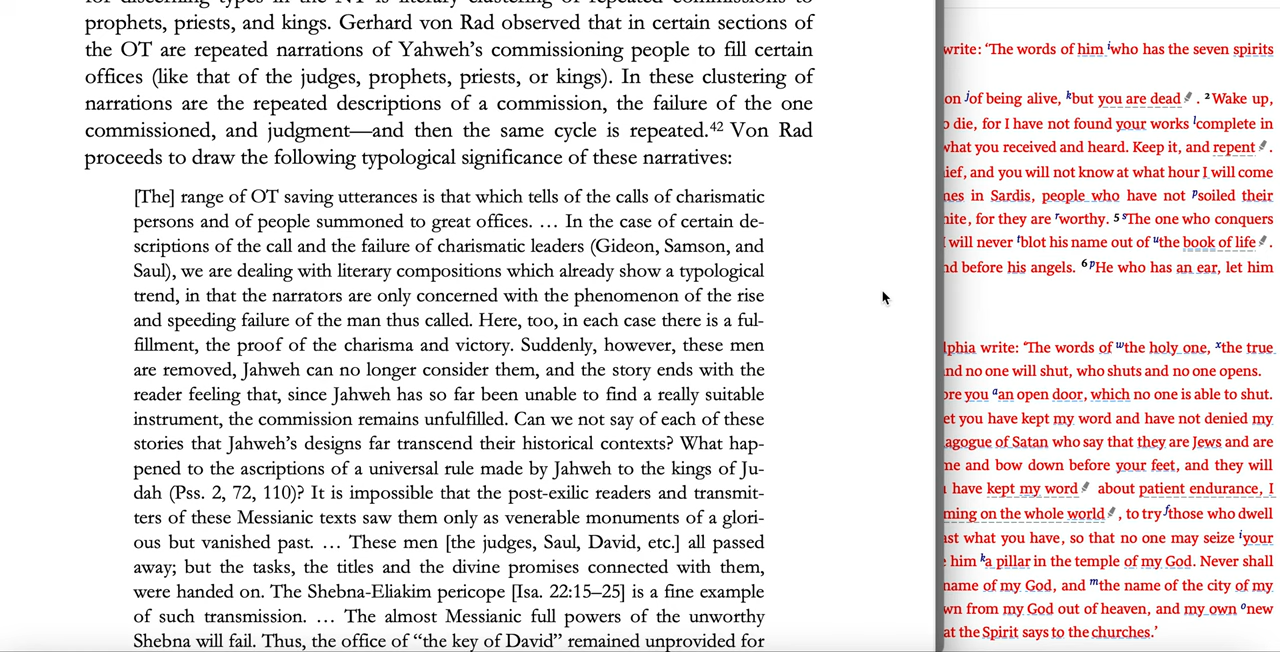 for discerning types in the NT is literary clustering of repeated commissions to
prophets, priests, and kings. Gerhard von Rad observed that in certain sections of
the OT are repeated narrations of Yahweh’s commissioning people to fill certain
offices (like that of the judges, prophets, priests, or kings). In these clustering of
narrations are the repeated descriptions of a commission, the failure of the one
commissioned, and judgment—and then the same cycle is repeated.42 Von Rad
proceeds to draw the following typological significance of these narratives:
[The] range of OT saving utterances is that which tells of the calls of charismatic
persons and of people summoned to great offices. … In the case of certain de-
scriptions of the call and the failure of charismatic leaders (Gideon, Samson, and
Saul), we are dealing with literary compositions which already show a typological
trend, in that the narrators are only concerned with the phenomenon of the rise
and speeding failure of the man thus called. Here, too, in each case there is a ful-
fillment, the proof of the charisma and victory. Suddenly, however, these men
are removed, Jahweh can no longer consider them, and the story ends with the
reader feeling that, since Jahweh has so far been unable to find a really suitable
instrument, the commission remains unfulfilled. Can we not say of each of these
stories that Jahweh’s designs far transcend their historical contexts? What hap-
pened to the ascriptions of a universal rule made by Jahweh to the kings of Ju-
dah (Pss. 2, 72, 110)? It is impossible that the post-exilic readers and transmit-
ters of these Messianic texts saw them only as venerable monuments of a glori-
ous but vanished past. … These men [the judges, Saul, David, etc.] all passed
away; but the tasks, the titles and the divine promises connected with them,
were handed on. The Shebna-Eliakim pericope [Isa. 22:15–25] is a fine example
of such transmission. … The almost Messianic full powers of the unworthy
Shebna will fail. Thus, the office of “the key of David” remained unprovided for
write: ‘The words of him i who has the seven spirits
on j of being alive, k but you are dead. 2 Wake up,
o die, for I have not found your works l complete in
what you received and heard. Keep it, and repent.
ief, and you will not know at what hour I will come
nes in Sardis, people who have not p soiled their
hite, for they are r worthy. 5 s The one who conquers
I will never t blot his name out of u the book of life.
nd before his angels. 6 p He who has an ear, let him
lphia write: ‘The words of w the holy one, x the true
nd no one will shut, who shuts and no one opens.
ore you a an open door, which no one is able to shut.
et you have kept my word and have not denied my
agogue of Satan who say that they are Jews and are
me and bow down before your feet, and they will
have kept my word about patient endurance, I
ming on the whole world, to try f those who dwell
st what you have, so that no one may seize i your
him k a pillar in the temple of my God. Never shall
name of my God, and m the name of the city of my
wn from my God out of heaven, and my own o new
at the Spirit says to the churches.’